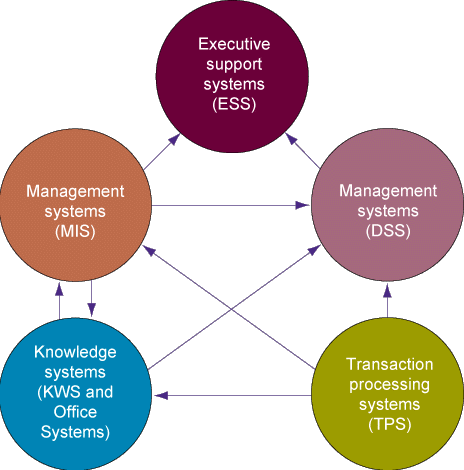 Executive
support
systems
(ESS)
Management
systems
(MIS)
Management
systems
(DSS)
Knowledge
systems
(KWS and
Office
Systems)
Transaction
processing
systems
(TPS)